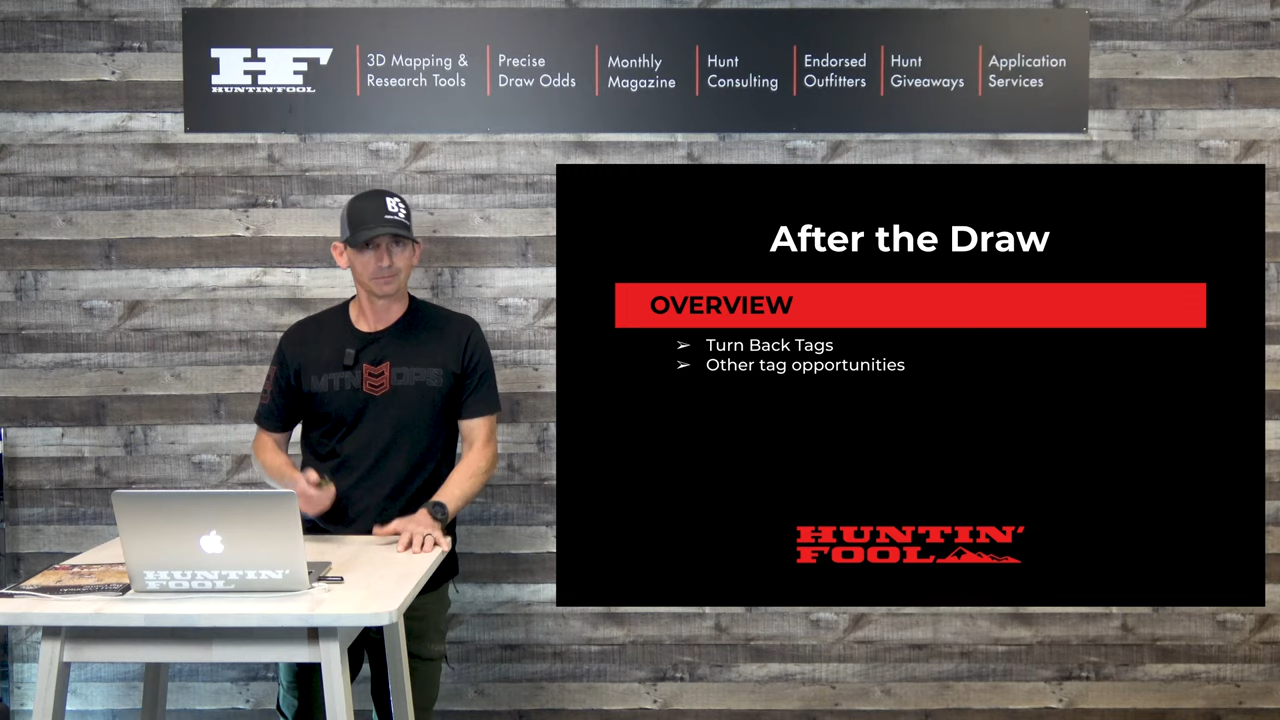 HF
HUNTIN'FOOL
3D Mapping &
Research Tools
Precise
Draw Odds
Monthly
Magazine
Hunt
Consulting
Endorsed
Outfitters
Hunt
Giveaways
Application
Services
After the Draw
OVERVIEW
➢ Turn Back Tags
➢ Other tag opportunities
HUNTIN'
FOOL
MTN OPS
HUNTIN'
FOOL